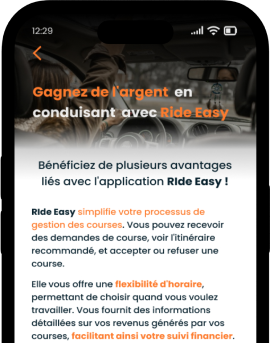 12:29
Gagnez de l'argent en
conduisant avec Ride Easy
Bénéficiez de plusieurs avantages
liés avec l'application RIde Easy !
RIde Easy simplifie votre processus de
gestion des courses. Vous pouvez recevoir
des demandes de course, voir l'itinéraire
recommandé, et accepter ou refuser une
course.
Elle vous offre une flexibilité d'horaire,
permettant de choisir quand vous voulez
travailler. Vous fournit des informations
détaillées sur vos revenus générés par vos
courses, facilitant ainsi votre suivi financier.